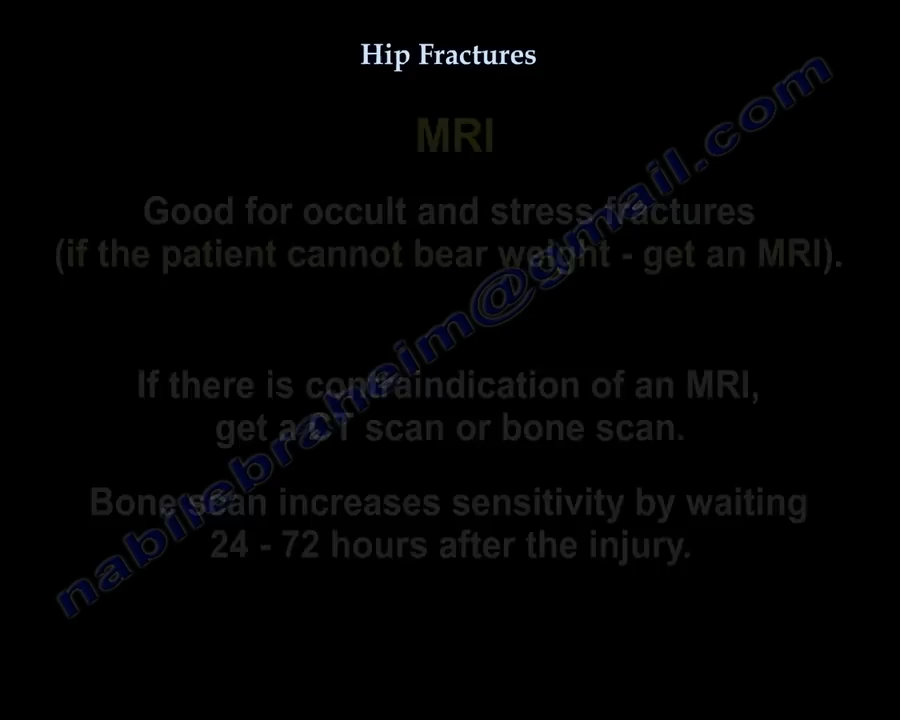 Hip Fractures
MRI
Good for occult and stress fractures
(if the patient cannot bear weight - get an MRI).
If there is contraindication of an MRI,
get a CT scan or bone scan.
Bone scan increases sensitivity by waiting
24 - 72 hours after the injury.
nabilebraheim@gmail.com